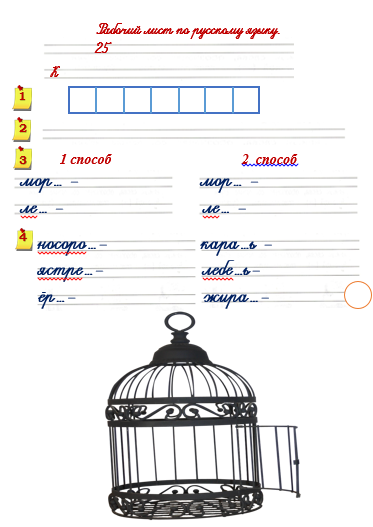 Рабочий лист по русскому языку.
25
К
1
2
3 1 способ 2 способ
мор... – мор... –
ле... – ле... –
4 носоро... – кара...ь –
ястре... – лебе...ь –
ёр... – жира... –